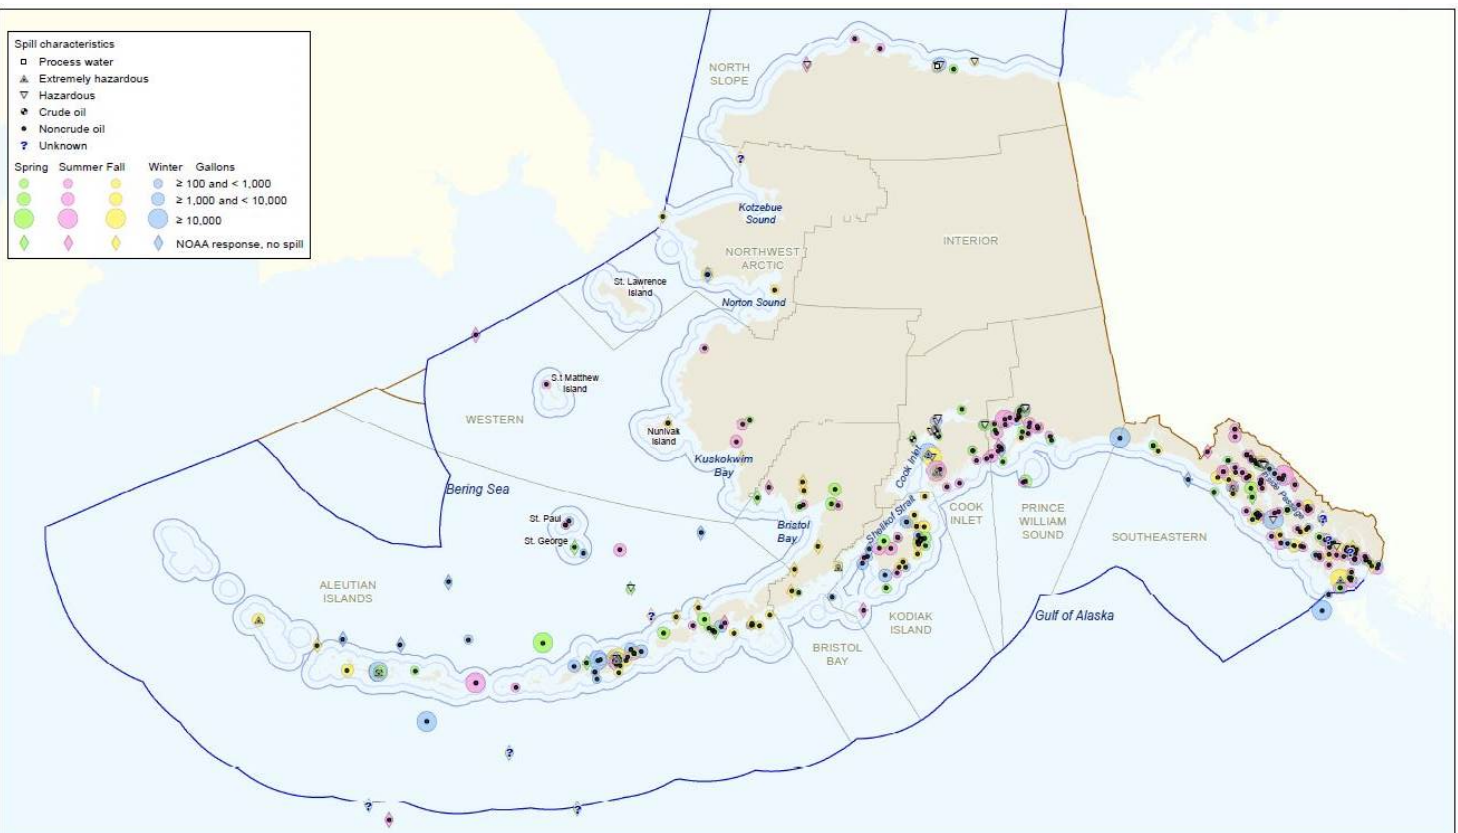 Spill characteristics
Process water
Extremely hazardous
Hazardous
Crude oil
Noncrude oil
? Unknown
Spring Summer Fall Winter Gallons
≥ 100 and < 1,000
≥ 1,000 and < 10,000
≥ 10,000
NOAA response, no spill
NORTH
SLOPE
?
Kotzebue
Sound
INTERIOR
NORTHWEST
ARCTIC
St. Lawrence
Island
Norton Sound
S.t Matthew
Island
WESTERN
Nunivak
Island
Kuskokwim
Bay
Cook Inlet
Bering Sea
Inside Passage
St. Paul
St. George
Bristol
Bay
Shelikof Strait
COOK
INLET
PRINCE
WILLIAM
SOUND
SOUTHEASTERN
ALEUTIAN
ISLANDS
KODIAK
ISLAND
Gulf of Alaska
BRISTOL
BAY
?
?
?
?